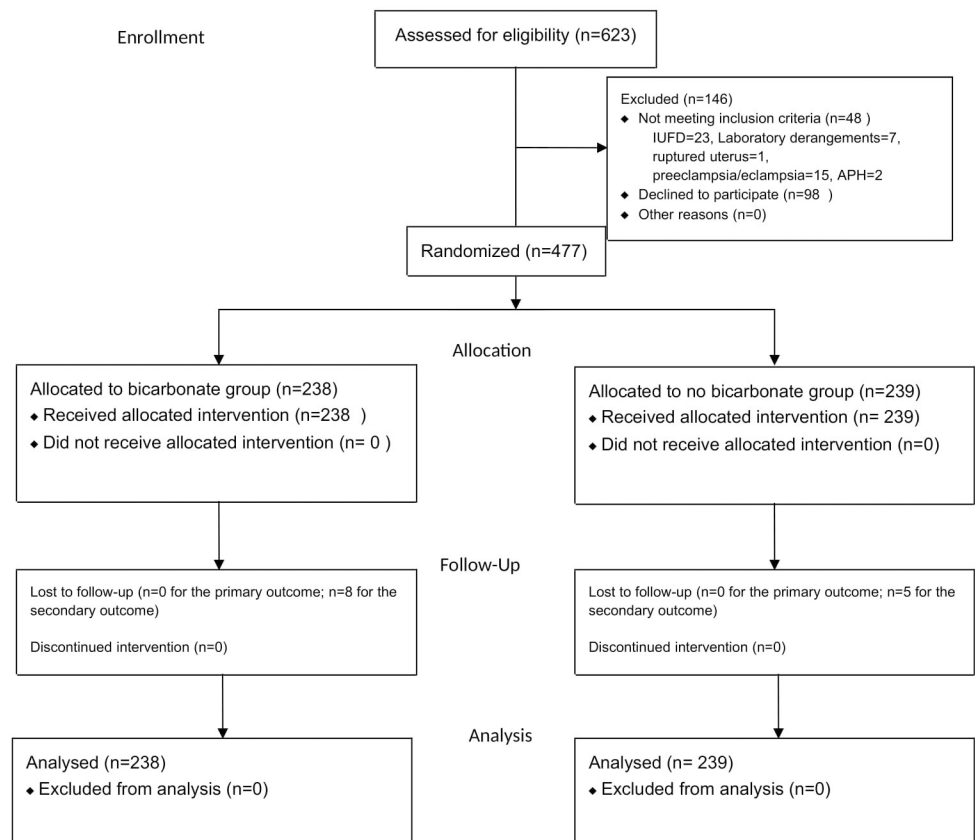 Enrollment
Assessed for eligibility (n=623)
Excluded (n=146)
◆ Not meeting inclusion criteria (n=48 )
IUFD=23, Laboratory derangements=7,
ruptured uterus=1,
preeclampsia/eclampsia=15, APH=2
◆ Declined to participate (n=98 )
◆ Other reasons (n=0)
Randomized (n=477)
Allocation
Allocated to bicarbonate group (n=238)
◆ Received allocated intervention (n=238 )
◆ Did not receive allocated intervention (n= 0 )
Allocated to no bicarbonate group (n=239)
◆ Received allocated intervention (n= 239)
◆ Did not receive allocated intervention (n=0)
Follow-Up
Lost to follow-up (n=0 for the primary outcome; n=8 for the
secondary outcome)
Discontinued intervention (n=0)
Lost to follow-up (n=0 for the primary outcome; n=5 for the
secondary outcome)
Discontinued intervention (n=0)
Analysis
Analysed (n=238)
◆ Excluded from analysis (n=0)
Analysed (n= 239)
◆ Excluded from analysis (n=0)